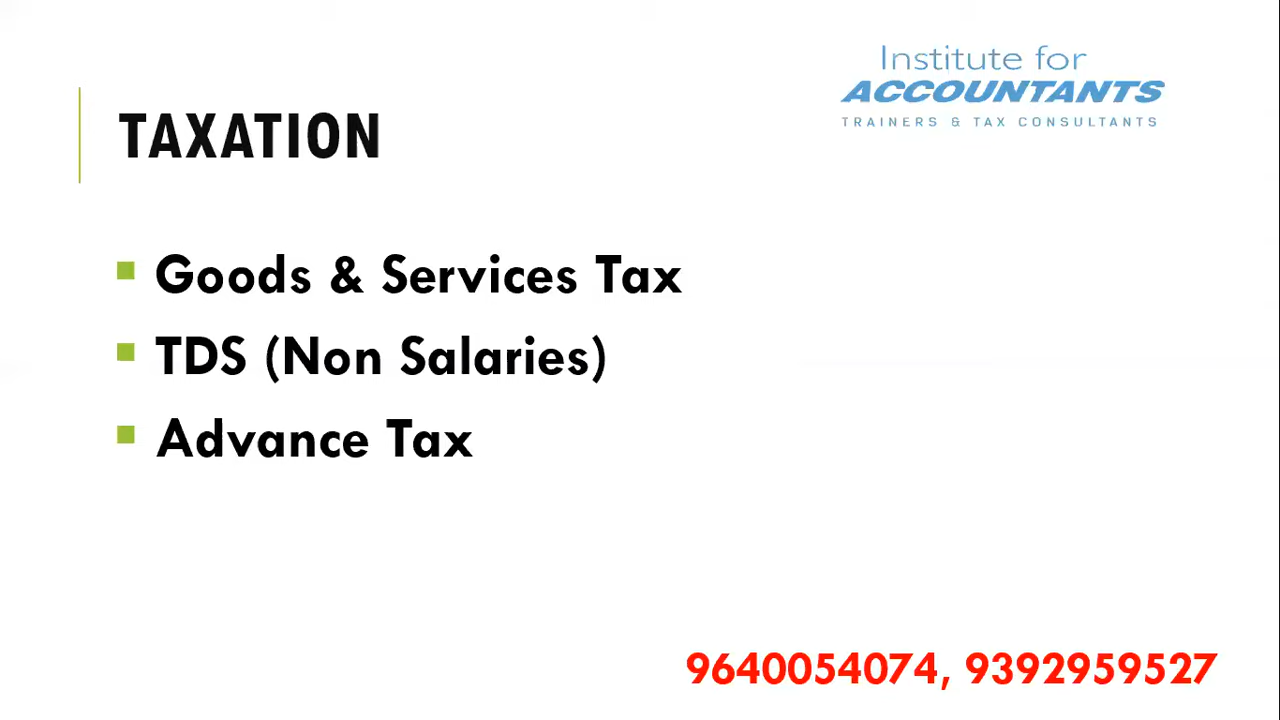 Institute for
ACCOUNTANTS
TRAINERS & TAX CONSULTANTS
TAXATION
Goods & Services Tax
TDS (Non Salaries)
Advance Tax
9640054074, 9392959527